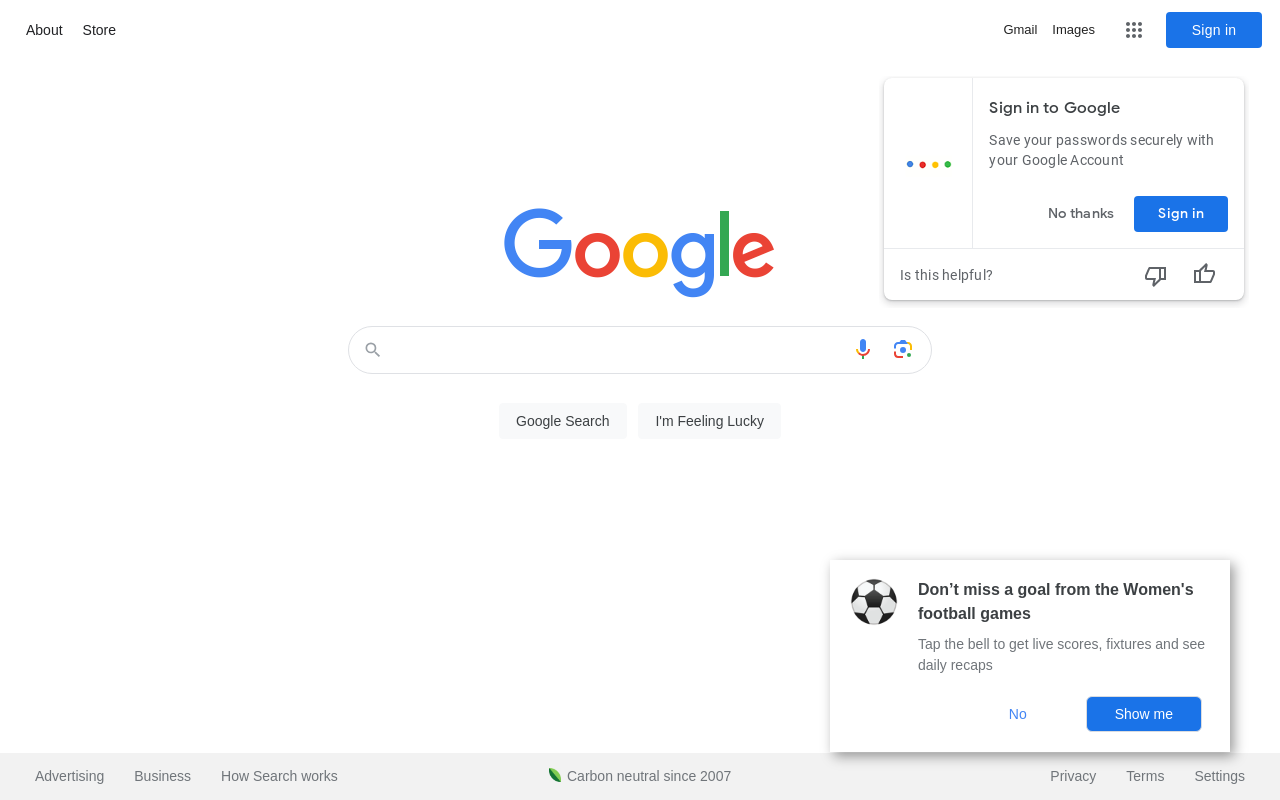 About Store
Gmail Images
Sign in
Sign in to Google
Save your passwords securely with
your Google Account
No thanks
Sign in
Is this helpful?
Google
Google Search
I'm Feeling Lucky
Don’t miss a goal from the Women's
football games
Tap the bell to get live scores, fixtures and see
daily recaps
No
Show me
Advertising Business How Search works
Carbon neutral since 2007
Privacy Terms Settings